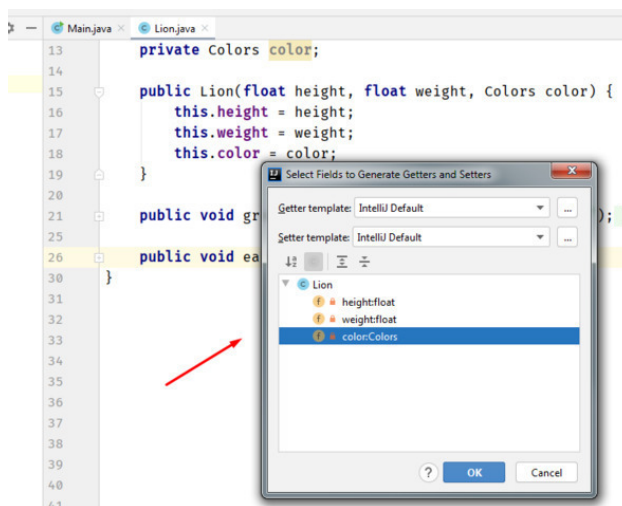 Main.java × Lion.java ×
13 private Colors color;
14
15 public Lion(float height, float weight, Colors color) {
16 this.height = height;
17 this.weight = weight;
18 this.color = color;
19 }
20
21 public void gr );
25
26 public void ea
30 }
31
32
33
34
35
36
37
38
39
40
41
Select Fields to Generate Getters and Setters
Getter template: IntelliJ Default ...
Setter template: IntelliJ Default ...
Lion
height:float
weight:float
color:Colors
? OK Cancel